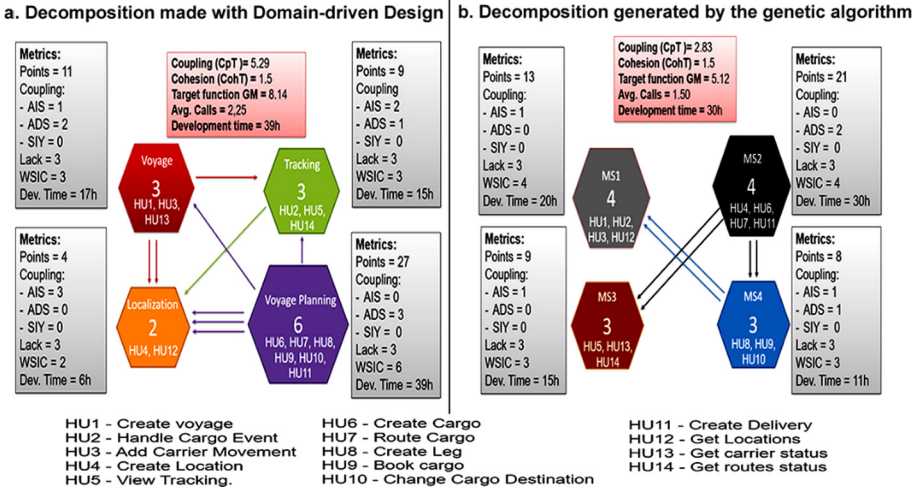 a. Decomposition made with Domain-driven Design
b. Decomposition generated by the genetic algorithm
Metrics:
Points = 11
Coupling:
- AIS = 1
- ADS = 2
- SIY = 0
Lack = 3
WSIC = 3
Dev. Time = 17h
Coupling (CpT )= 5.29
Cohesion (CohT) = 1.5
Target function GM = 8.14
Avg. Calls = 2,25
Development time = 39h
Metrics:
Points = 9
Coupling
- AIS = 2
- ADS = 1
- SIY = 0
Lack = 3
WSIC = 3
Dev. Time = 15h
Voyage
3
HU1, HU3,
HU13
Tracking
3
HU2, HU5,
HU14
Metrics:
Points = 4
Coupling:
- AIS = 3
- ADS = 0
- SIY = 0
Lack = 3
WSIC = 2
Dev. Time = 6h
Localization
2
HU4, HU12
Voyage Planning
6
HU6, HU7, HU8,
HU9, HU10,
HU11
Metrics:
Points = 27
Coupling:
- AIS = 0
- ADS = 3
- SIY = 0
Lack = 3
WSIC = 6
Dev. Time = 39h
Metrics:
Points = 13
Coupling:
- AIS = 1
- ADS = 0
- SIY = 0
Lack = 3
WSIC = 4
Dev. Time = 20h
Coupling (CpT ) = 2.83
Cohesion (CohT) = 1.5
Target function GM = 5.12
Avg. Calls = 1.50
Development time = 30h
Metrics:
Points = 21
Coupling:
- AIS = 0
- ADS = 2
- SIY = 0
Lack = 3
WSIC = 4
Dev. Time = 30h
MS1
4
HU1, HU2,
HU3, HU12
MS2
4
HU4, HU6,
HU7, HU11
Metrics:
Points = 9
Coupling:
- AIS = 1
- ADS = 0
- SIY = 0
Lack = 3
WSIC = 3
Dev. Time = 15h
MS3
3
HU5, HU13,
HU14
MS4
3
HU8, HU9,
HU10
Metrics:
Points = 8
Coupling:
- AIS = 1
- ADS = 1
- SIY = 0
Lack = 3
WSIC = 3
Dev. Time = 11h
HU1 - Create voyage
HU2 - Handle Cargo Event
HU3 - Add Carrier Movement
HU4 - Create Location
HU5 - View Tracking.
HU6 - Create Cargo
HU7 - Route Cargo
HU8 - Create Leg
HU9 - Book cargo
HU10 - Change Cargo Destination
HU11 - Create Delivery
HU12 - Get Locations
HU13 - Get carrier status
HU14 - Get routes status